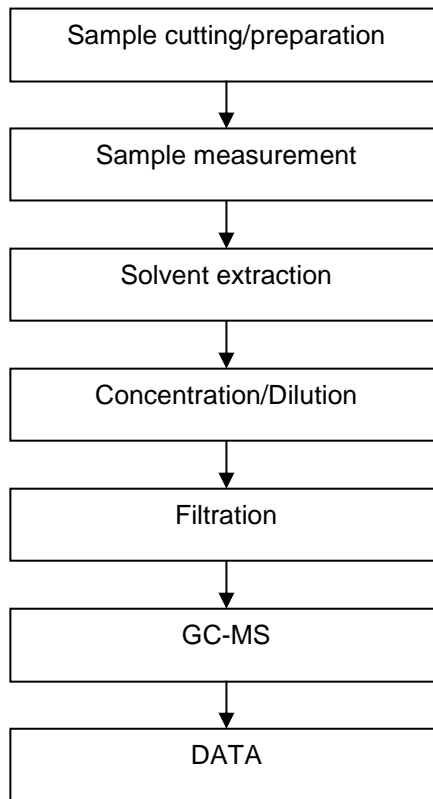 Sample cutting/preparation
Sample measurement
Solvent extraction
Concentration/Dilution
Filtration
GC-MS
DATA